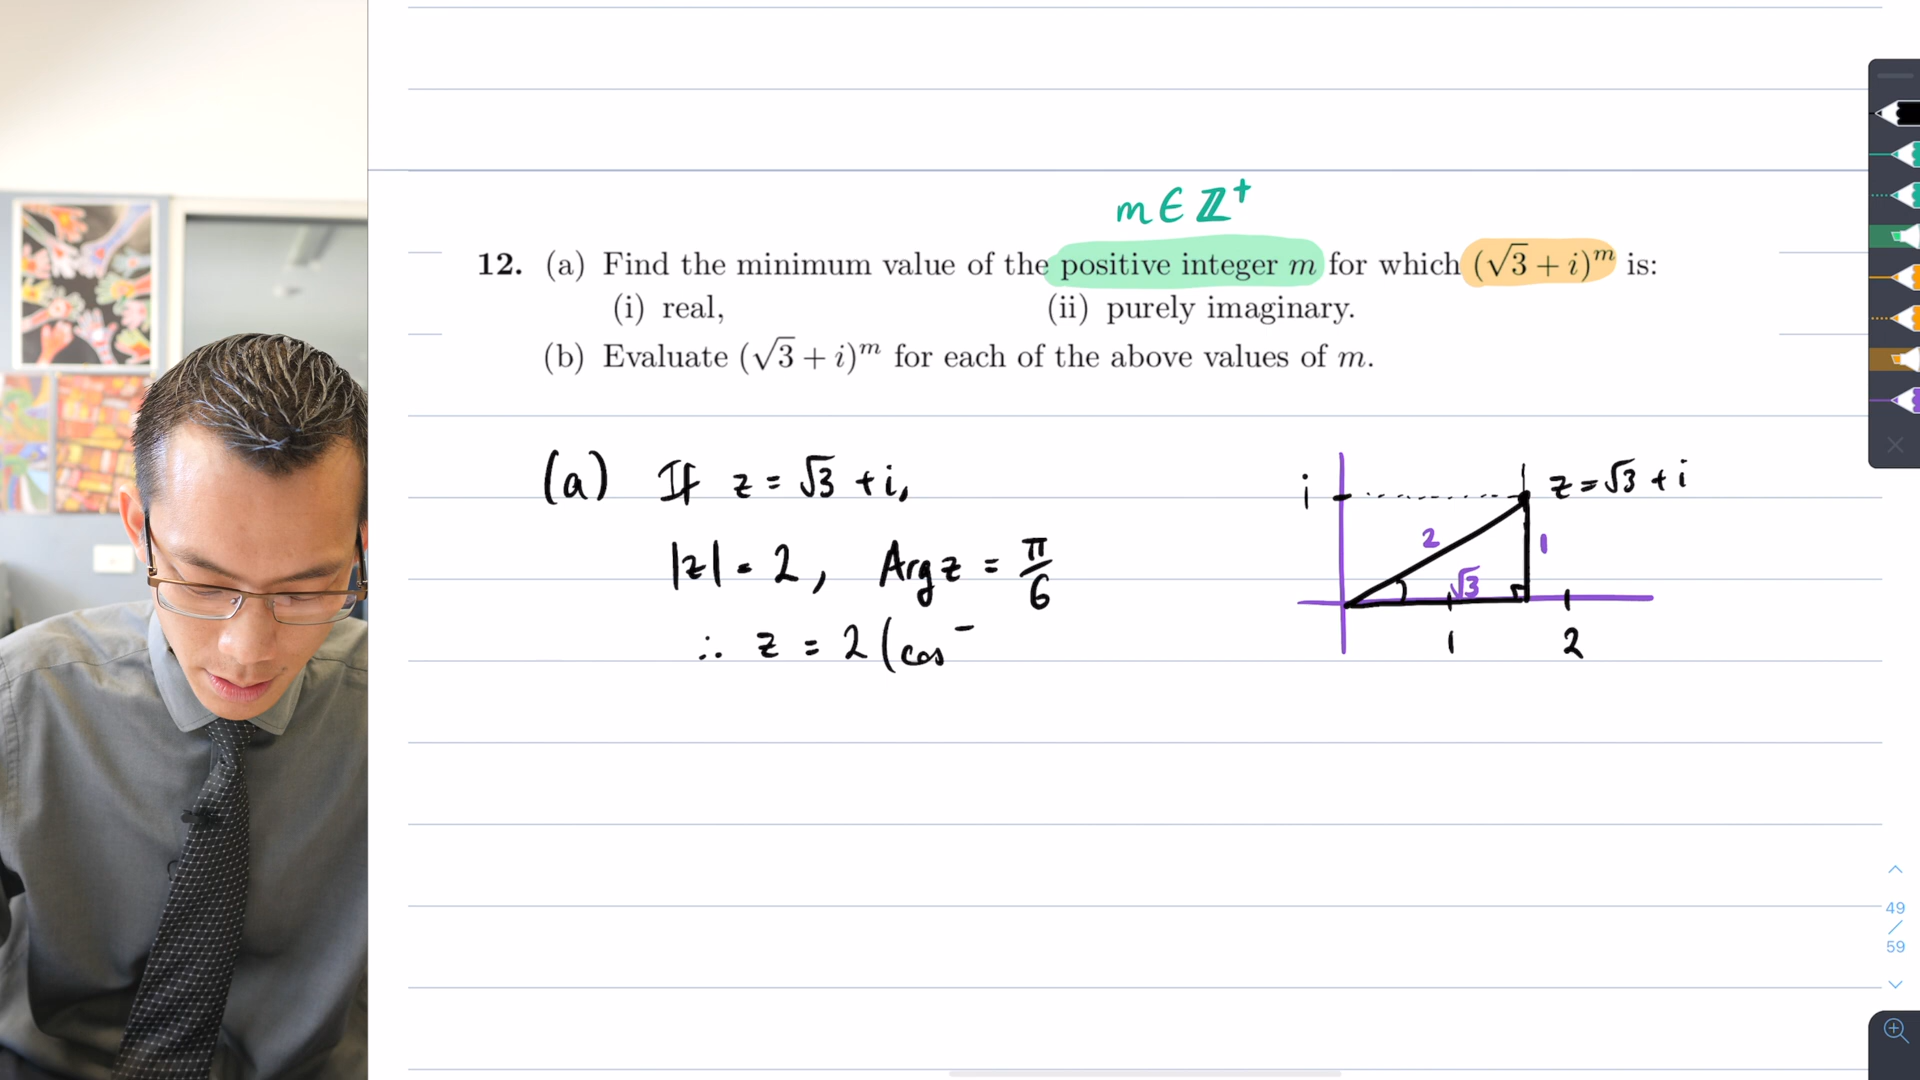 m ∈ ℤ⁺
12. (a) Find the minimum value of the positive integer m for which (√3 + i)ᵐ is:
(i) real, (ii) purely imaginary.
(b) Evaluate (√3 + i)ᵐ for each of the above values of m.
(a) If z = √3 + i,
|z| = 2, Arg z = π/6
∴ z = 2 (cos
i
z = √3 + i
2
1
√3
1 2
49
/
59